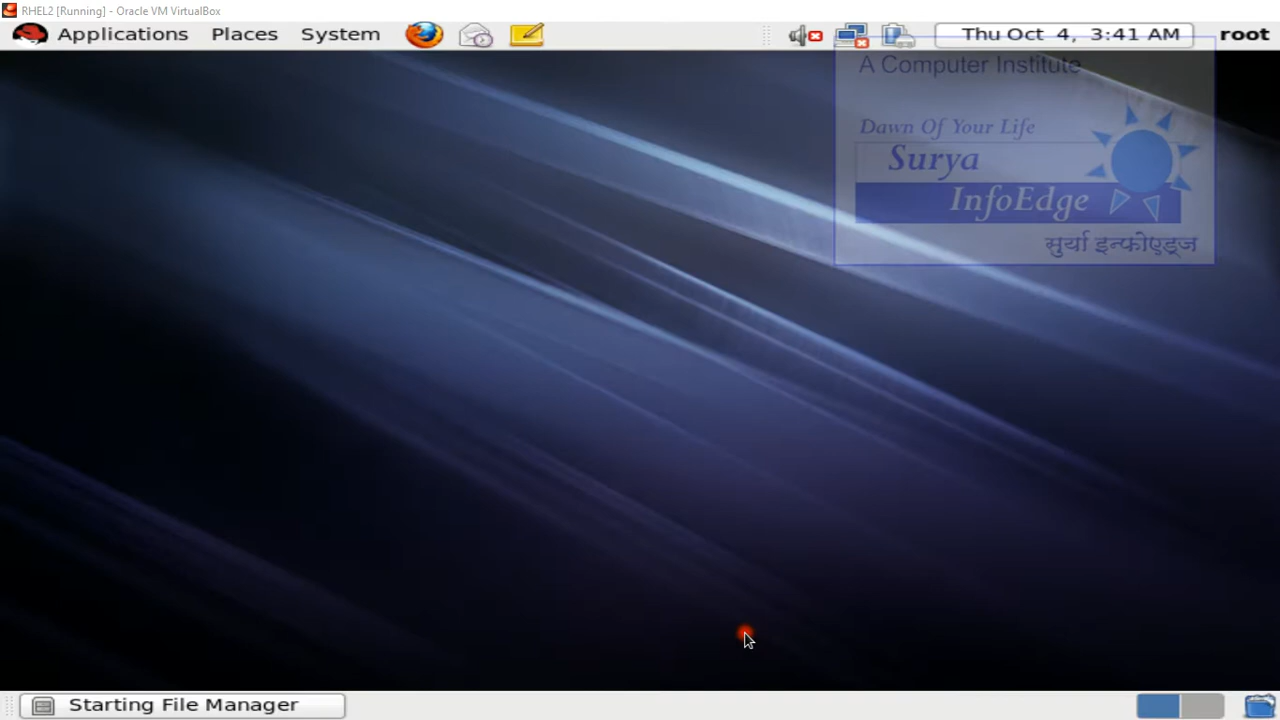 RHEL2 [Running] - Oracle VM VirtualBox
Applications Places System Thu Oct 4, 3:41 AM root
A Computer Institute
Dawn Of Your Life
Surya
InfoEdge
सुर्या इन्फोएड्ज
Starting File Manager